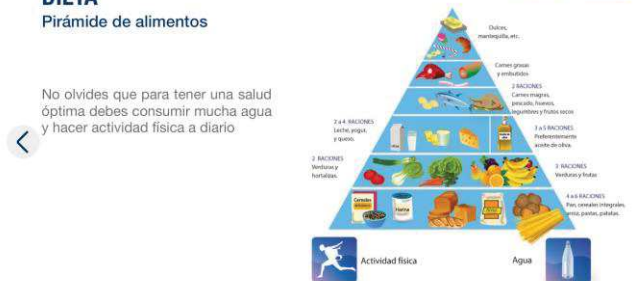 DIETA
Pirámide de alimentos
No olvides que para tener una salud
óptima debes consumir mucha agua
y hacer actividad física a diario
Dulces,
mantequilla, etc.
Carnes grasas
y embutidos
2 RACIONES
Carnes magras,
pescado, huevos,
legumbres y frutos secos
2 a 4 RACIONES
Leche, yogur,
y queso.
3 a 5 RACIONES
Preferentemente
aceite de oliva.
2 RACIONES
Verduras y
hortalizas.
3 RACIONES
Verduras y frutas
4 a 6 RACIONES
Pan, cereales integrales,
arroz, pastas, patatas.
Cereales
Harina
Actividad física
Agua